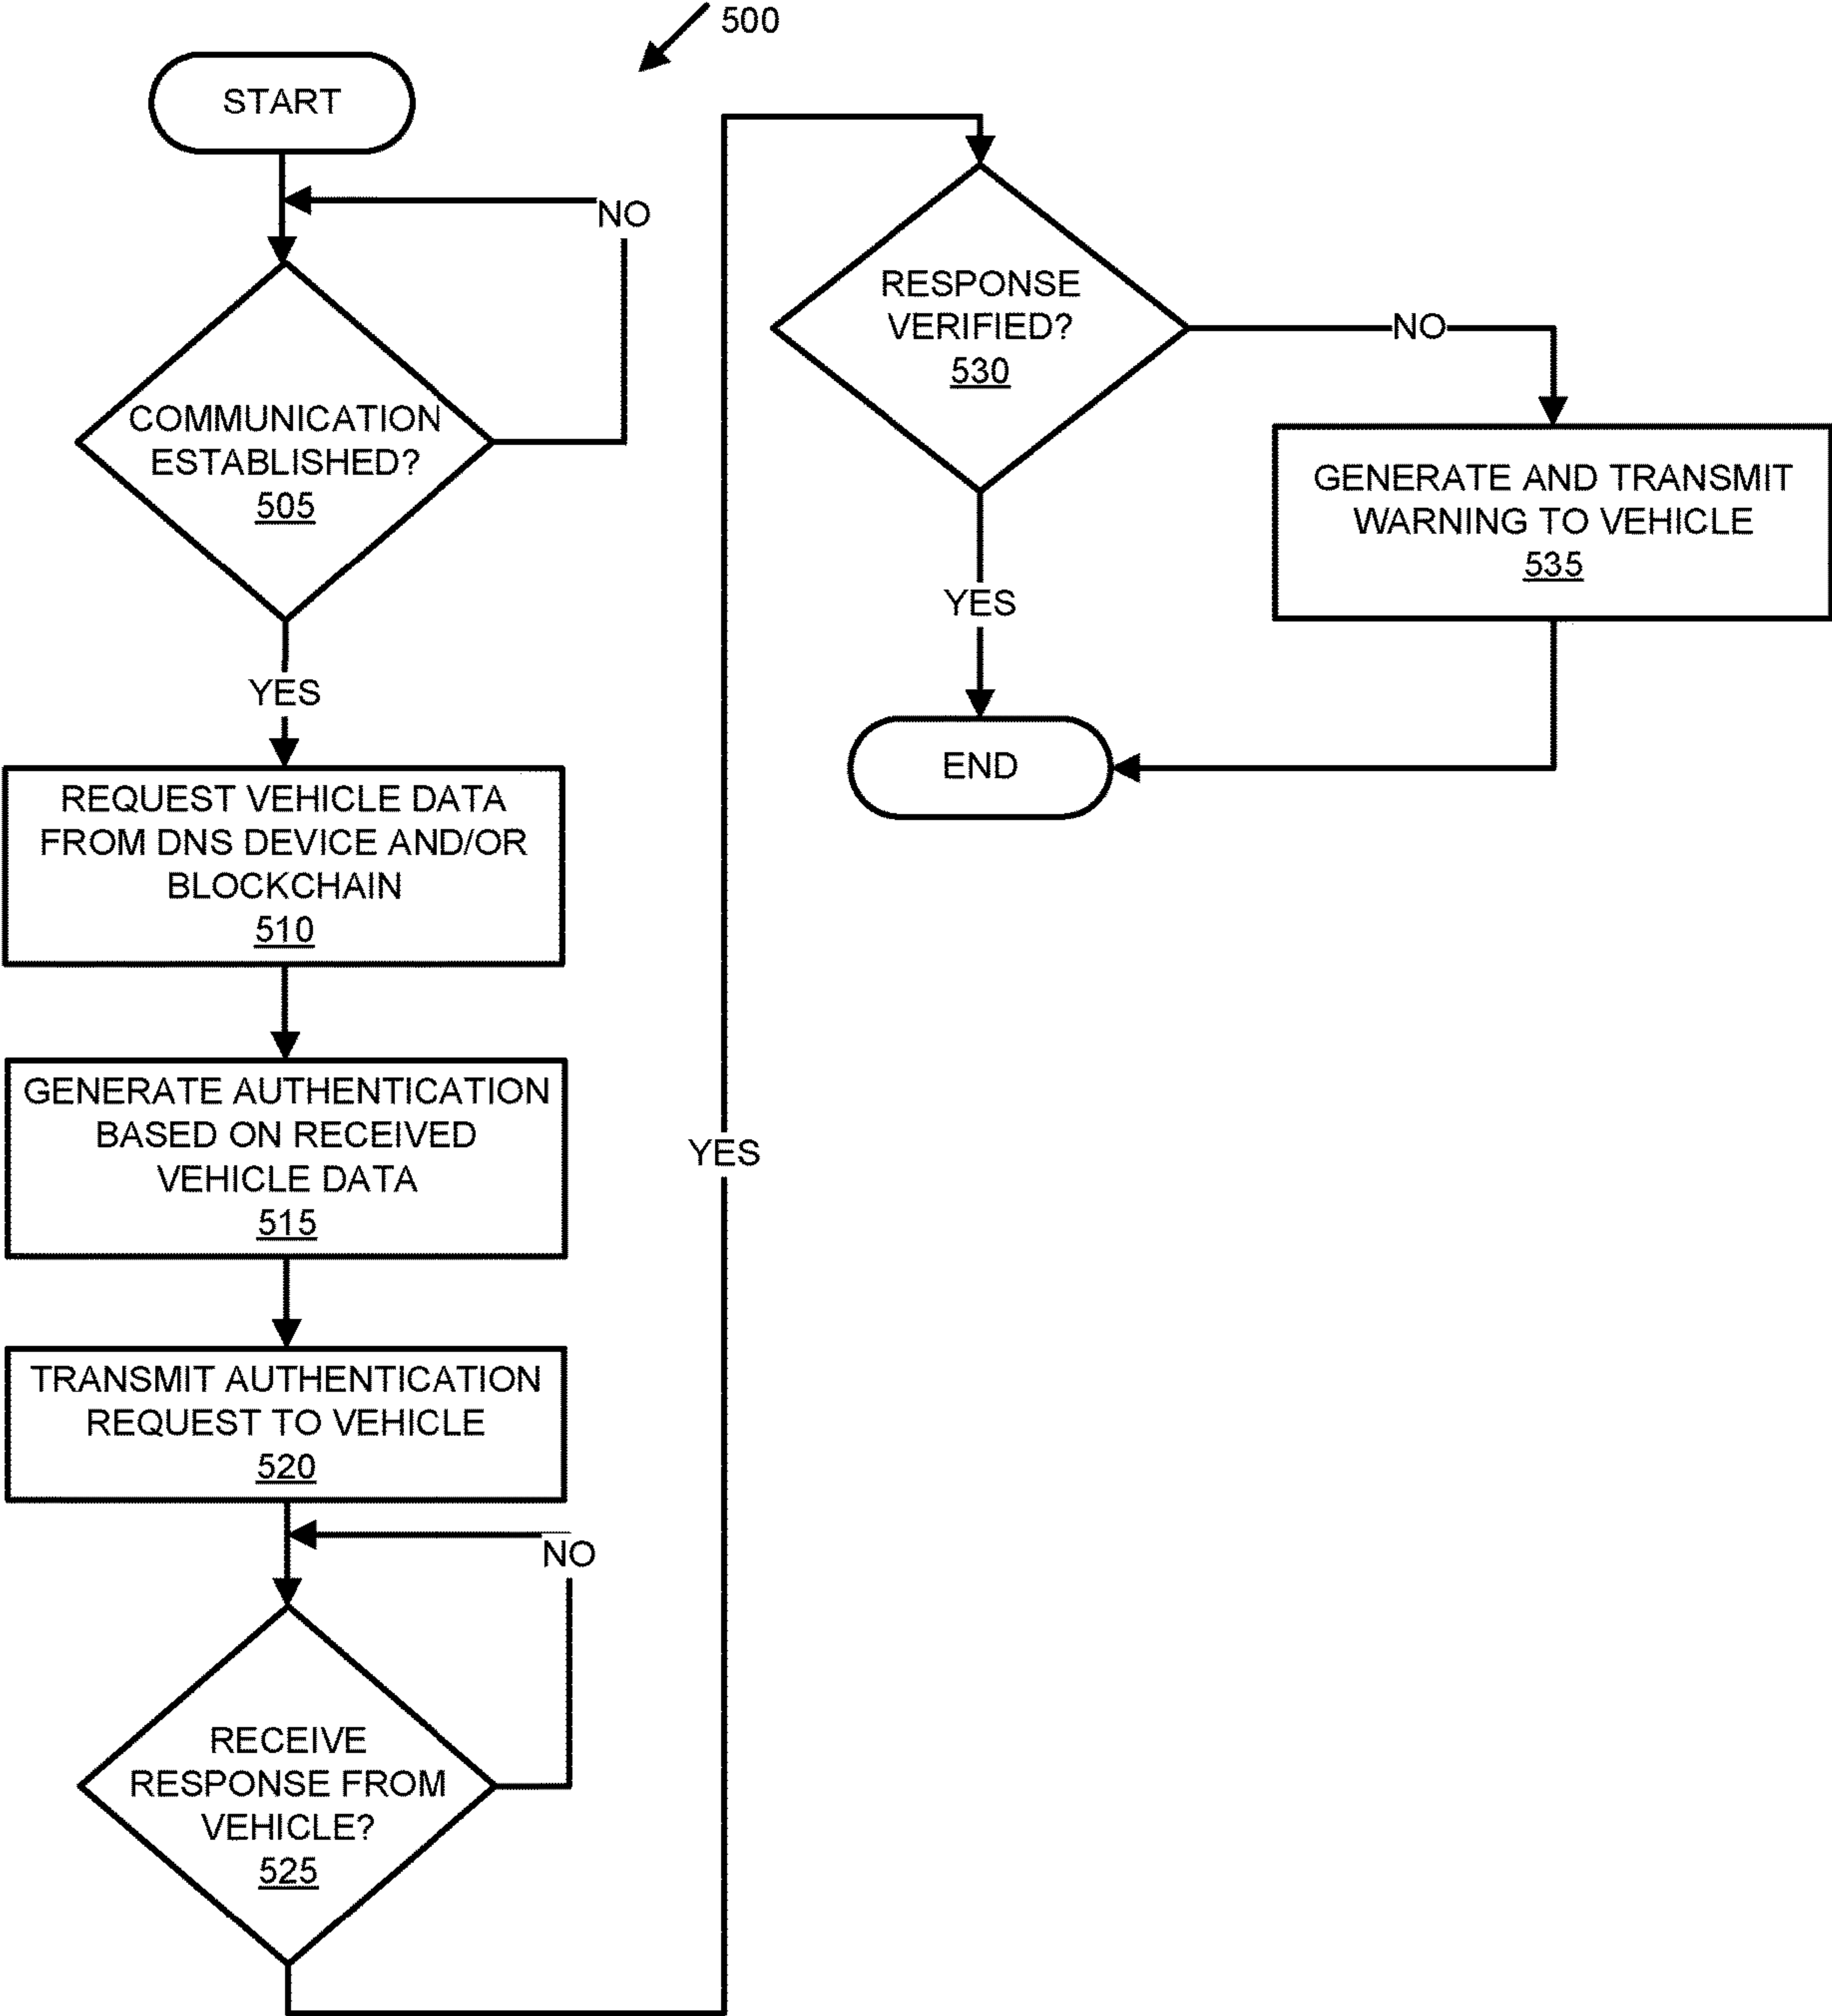 500
START
NO
COMMUNICATION
ESTABLISHED?
505
YES
REQUEST VEHICLE DATA
FROM DNS DEVICE AND/OR
BLOCKCHAIN
510
GENERATE AUTHENTICATION
BASED ON RECEIVED
VEHICLE DATA
515
TRANSMIT AUTHENTICATION
REQUEST TO VEHICLE
520
NO
RECEIVE
RESPONSE FROM
VEHICLE?
525
YES
RESPONSE
VERIFIED?
530
NO
GENERATE AND TRANSMIT
WARNING TO VEHICLE
535
YES
END